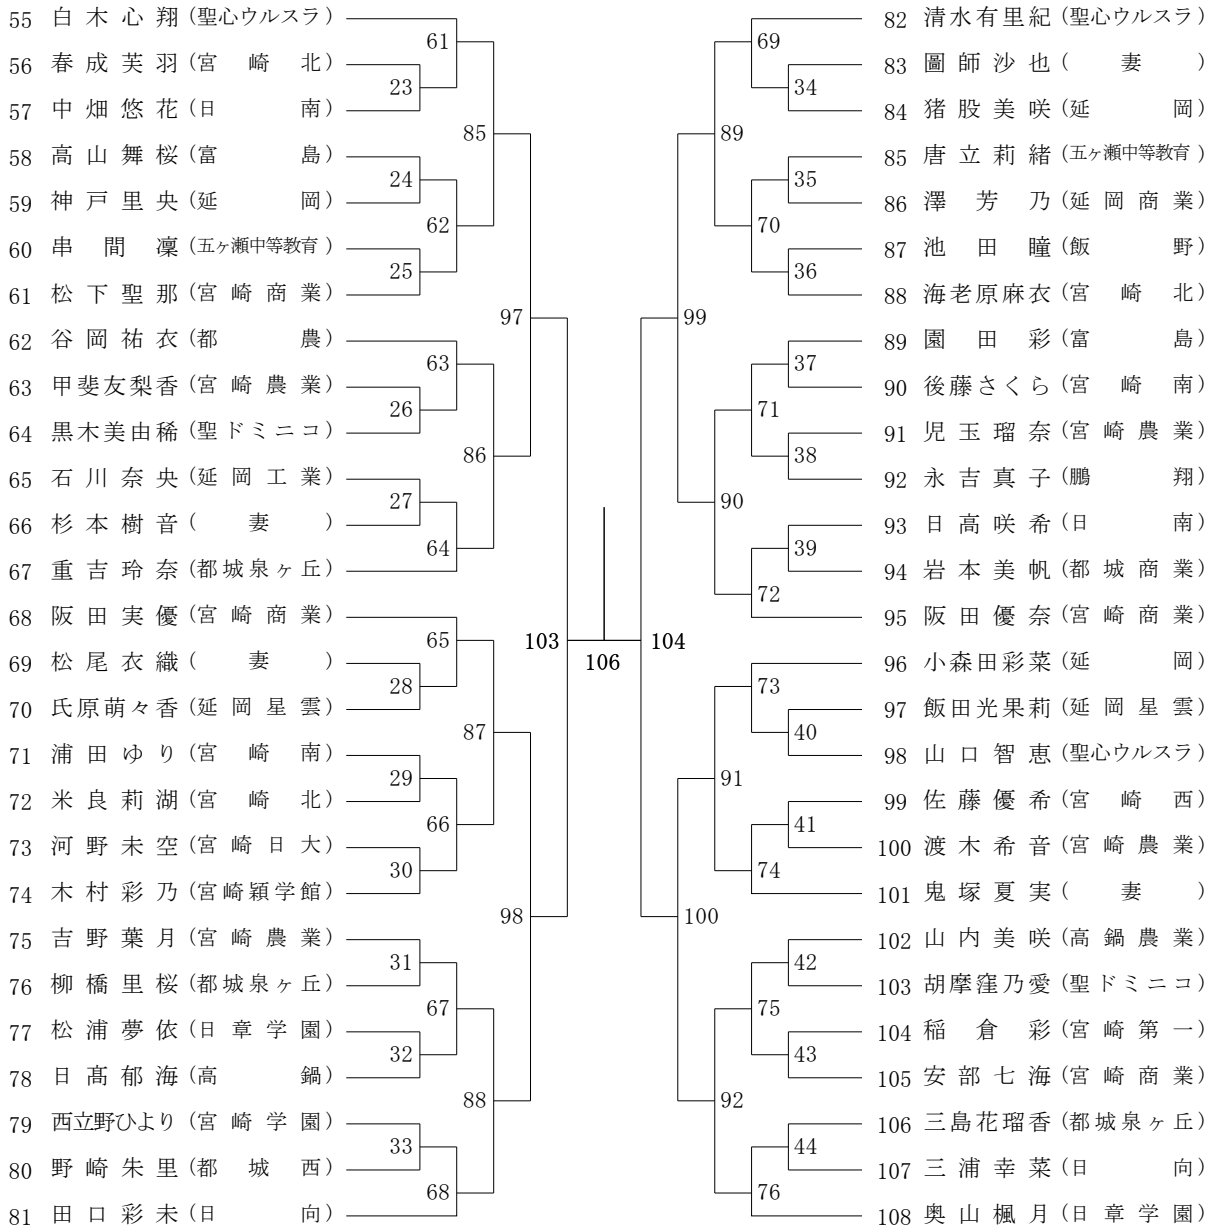 55 白木心翔 (聖心ウルスラ)
56 春成芙羽 (宮崎北)
57 中畑悠花 (日南)
58 高山舞桜 (富島)
59 神戸里央 (延岡)
60 串間凜 (五ヶ瀬中等教育)
61 松下聖那 (宮崎商業)
62 谷岡祐衣 (都農)
63 甲斐友梨香 (宮崎農業)
64 黒木美由稀 (聖ドミニコ)
65 石川奈央 (延岡工業)
66 杉本樹音 (妻)
67 重吉玲奈 (都城泉ヶ丘)
68 阪田実優 (宮崎商業)
69 松尾衣織 (妻)
70 氏原萌々香 (延岡星雲)
71 浦田ゆり (宮崎南)
72 米良莉湖 (宮崎北)
73 河野未空 (宮崎日大)
74 木村彩乃 (宮崎穎学館)
75 吉野葉月 (宮崎農業)
76 柳橋里桜 (都城泉ヶ丘)
77 松浦夢依 (日章学園)
78 日髙郁海 (高鍋)
79 西立野ひより (宮崎学園)
80 野崎朱里 (都城西)
81 田口彩未 (日向)
61
23
85
24
62
25
97
63
26
86
27
64
103
65
28
87
29
66
30
98
31
67
32
88
33
68
106
104
69
34
89
35
70
36
99
37
71
38
90
39
72
73
40
91
41
74
100
42
75
43
92
44
76
82 清水有里紀 (聖心ウルスラ)
83 圖師沙也 (妻)
84 猪股美咲 (延岡)
85 唐立莉緒 (五ヶ瀬中等教育)
86 澤芳乃 (延岡商業)
87 池田瞳 (飯野)
88 海老原麻衣 (宮崎北)
89 園田彩 (富島)
90 後藤さくら (宮崎南)
91 児玉瑠奈 (宮崎農業)
92 永吉真子 (鵬翔)
93 日高咲希 (日南)
94 岩本美帆 (都城商業)
95 阪田優奈 (宮崎商業)
96 小森田彩菜 (延岡)
97 飯田光果莉 (延岡星雲)
98 山口智恵 (聖心ウルスラ)
99 佐藤優希 (宮崎西)
100 渡木希音 (宮崎農業)
101 鬼塚夏実 (妻)
102 山内美咲 (高鍋農業)
103 胡摩窪乃愛 (聖ドミニコ)
104 稲倉彩 (宮崎第一)
105 安部七海 (宮崎商業)
106 三島花瑠香 (都城泉ヶ丘)
107 三浦幸菜 (日向)
108 奥山楓月 (日章学園)